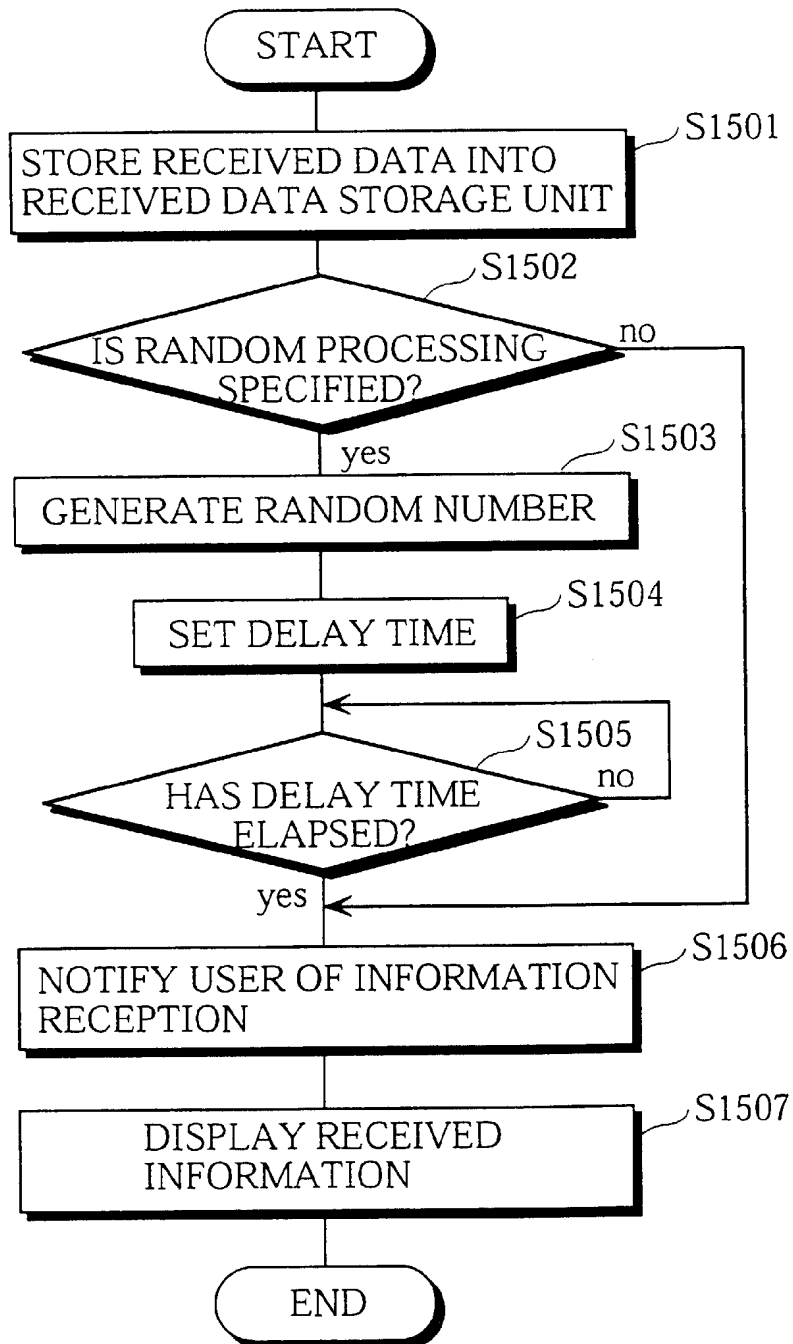 START
S1501
STORE RECEIVED DATA INTO
RECEIVED DATA STORAGE UNIT
S1502
IS RANDOM PROCESSING
SPECIFIED?
no
yes
S1503
GENERATE RANDOM NUMBER
S1504
SET DELAY TIME
S1505
HAS DELAY TIME
ELAPSED?
no
yes
S1506
NOTIFY USER OF INFORMATION
RECEPTION
S1507
DISPLAY RECEIVED
INFORMATION
END